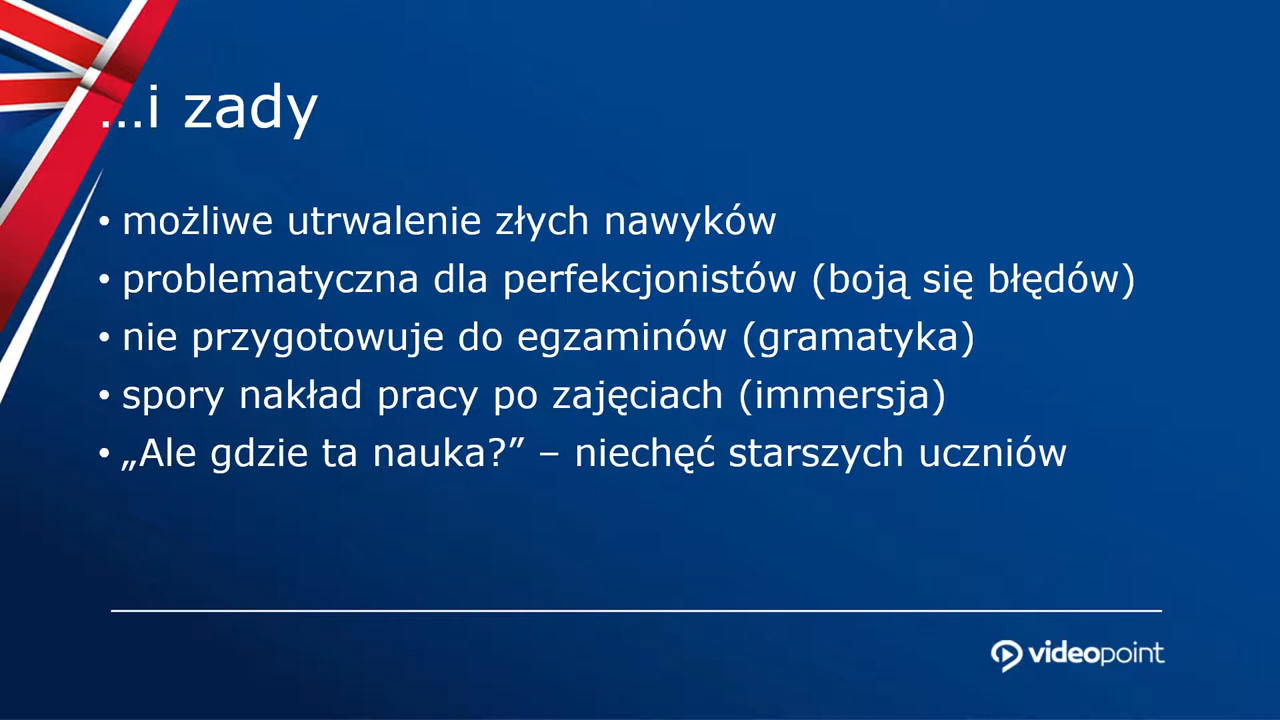 …i zady
• możliwe utrwalenie złych nawyków
• problematyczna dla perfekcjonistów (boją się błędów)
• nie przygotowuje do egzaminów (gramatyka)
• spory nakład pracy po zajęciach (immersja)
• „Ale gdzie ta nauka?” – niechęć starszych uczniów
videopoint